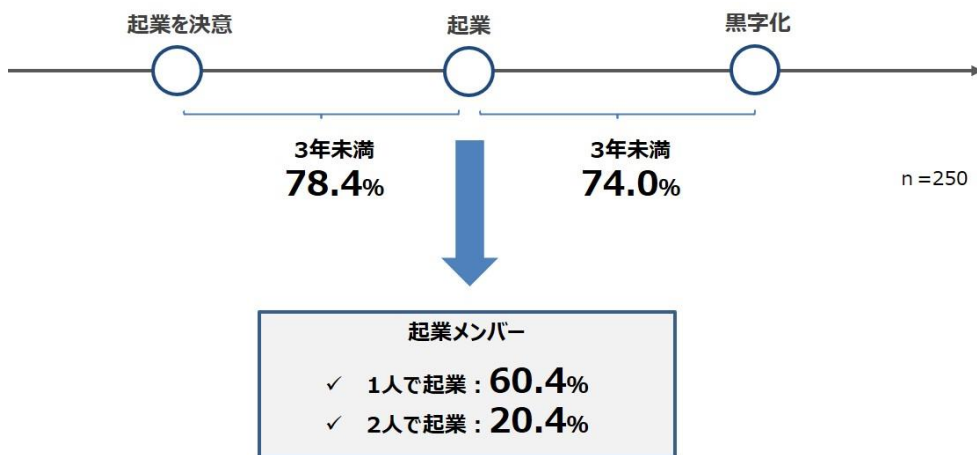 起業を決意 起業 黒字化
3年未満 3年未満
78.4% 74.0%
n=250
起業メンバー
✓ 1人で起業：60.4%
✓ 2人で起業：20.4%